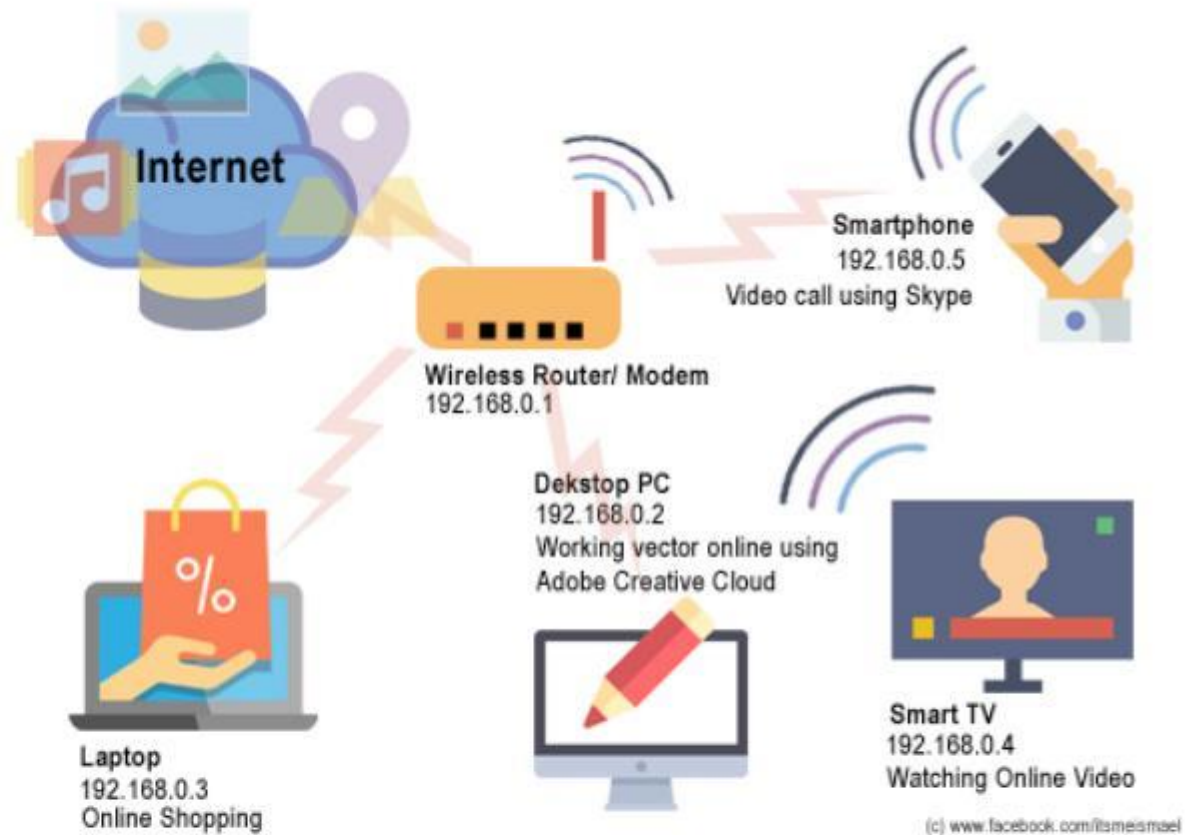 Internet
Smartphone
192.168.0.5
Video call using Skype
Wireless Router/ Modem
192.168.0.1
Dekstop PC
192.168.0.2
Working vector online using
Adobe Creative Cloud
%
Laptop
192.168.0.3
Online Shopping
Smart TV
192.168.0.4
Watching Online Video
(c) www.facebook.com/itsmeismael